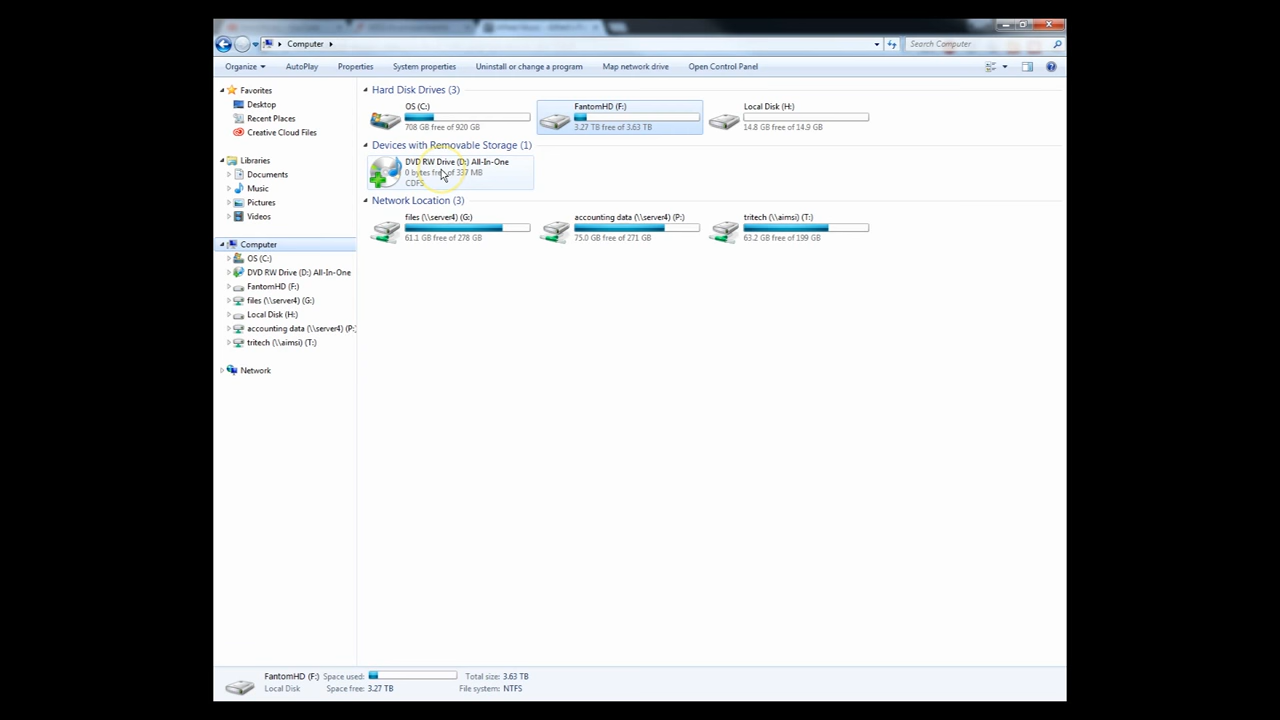 Computer
Search Computer
Organize AutoPlay Properties System properties Uninstall or change a program Map network drive Open Control Panel
Favorites
Desktop
Recent Places
Creative Cloud Files
Libraries
Documents
Music
Pictures
Videos
Computer
OS (C:)
DVD RW Drive (D:) All-In-One
FantomHD (F:)
files (\\server4) (G:)
Local Disk (H:)
accounting data (\\server4) (P:
tritech (\\aimsi) (T:)
Network
Hard Disk Drives (3)
OS (C:)
708 GB free of 920 GB
FantomHD (F:)
3.27 TB free of 3.63 TB
Local Disk (H:)
14.8 GB free of 14.9 GB
Devices with Removable Storage (1)
DVD RW Drive (D:) All-In-One
0 bytes free of 337 MB
CDFS
Network Location (3)
files (\\server4) (G:)
61.1 GB free of 278 GB
accounting data (\\server4) (P:)
75.0 GB free of 271 GB
tritech (\\aimsi) (T:)
63.2 GB free of 199 GB
FantomHD (F:) Space used: Total size: 3.63 TB
Local Disk Space free: 3.27 TB File system: NTFS